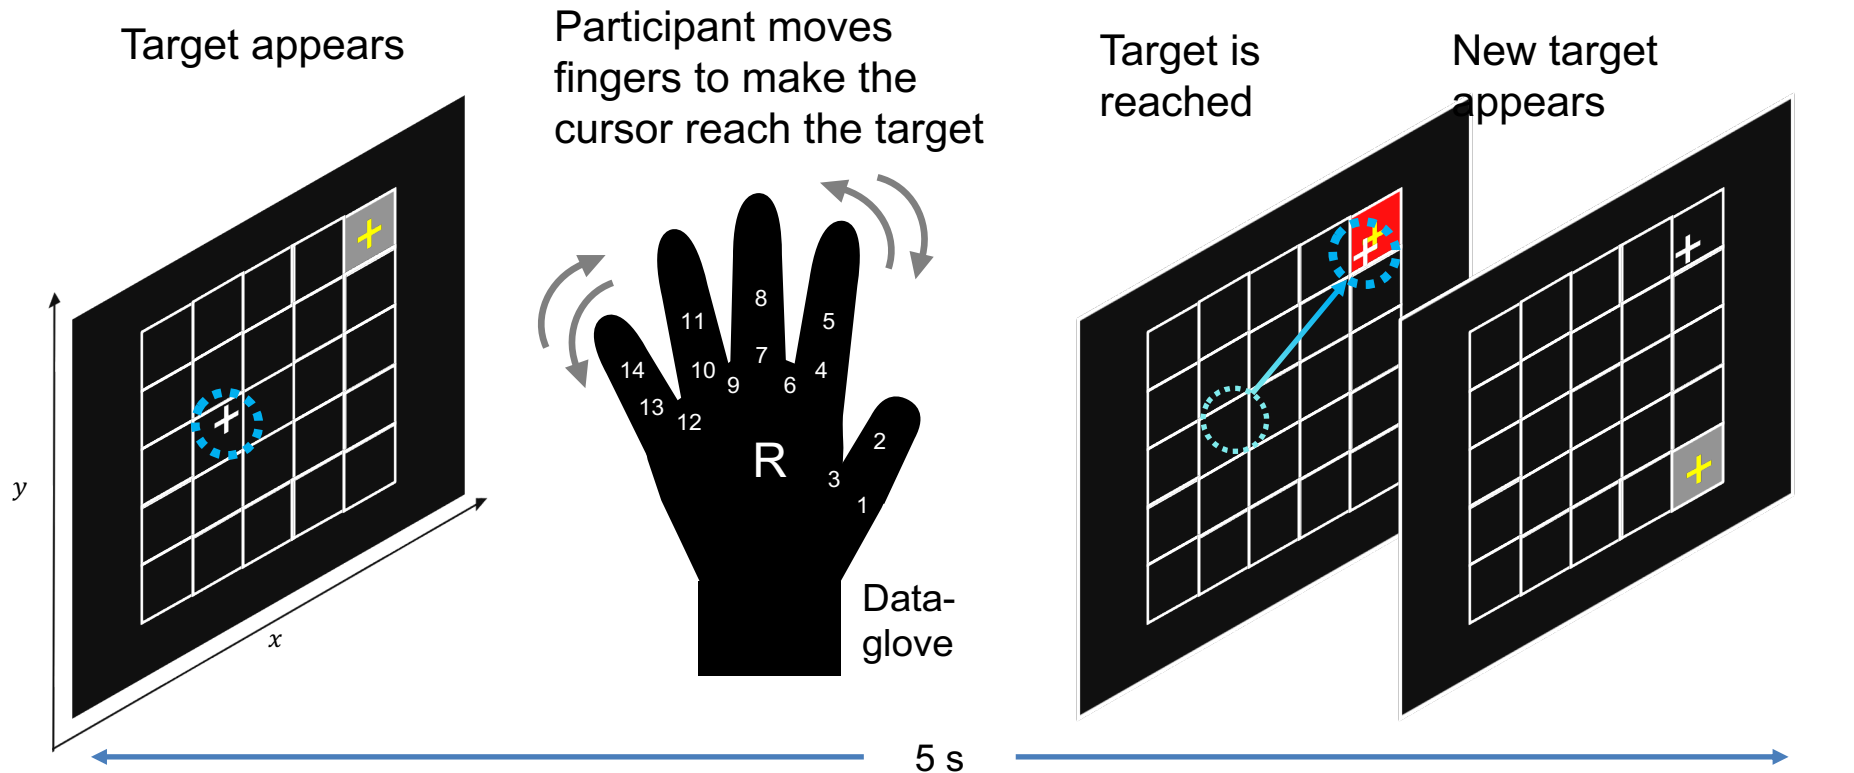 Target appears
Participant moves
fingers to make the
cursor reach the target
Target is
reached
New target
appears
y
x
8
11
5
7
14
10
4
9
6
13
12
2
R
3
1
Data-
glove
5 s